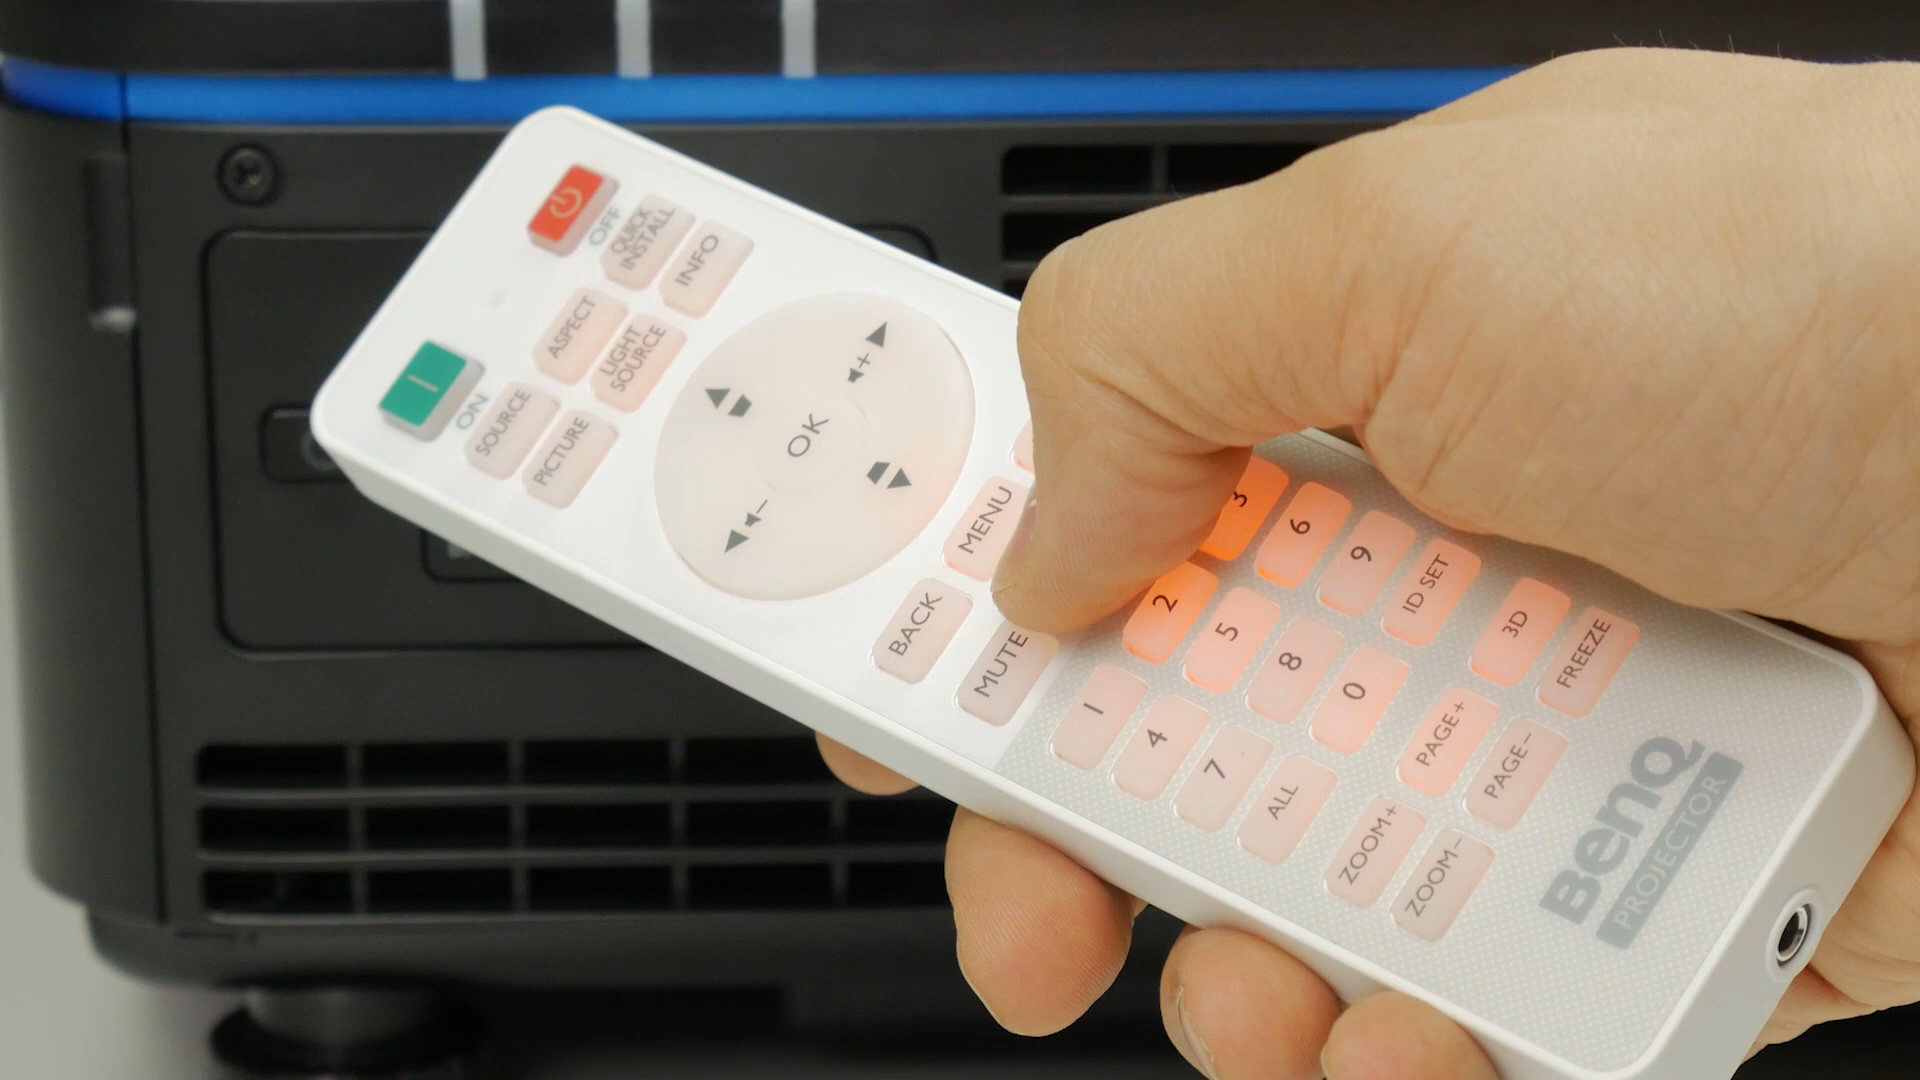 OFF
ON
QUICK
INSTALL
INFO
ASPECT
LIGHT
SOURCE
SOURCE
PICTURE
+
OK
−
MENU
BACK
MUTE
3
6
9
ID SET
2
5
8
0
1
4
7
ALL
3D
FREEZE
PAGE+
PAGE−
ZOOM+
ZOOM−
BenQ
PROJECTOR